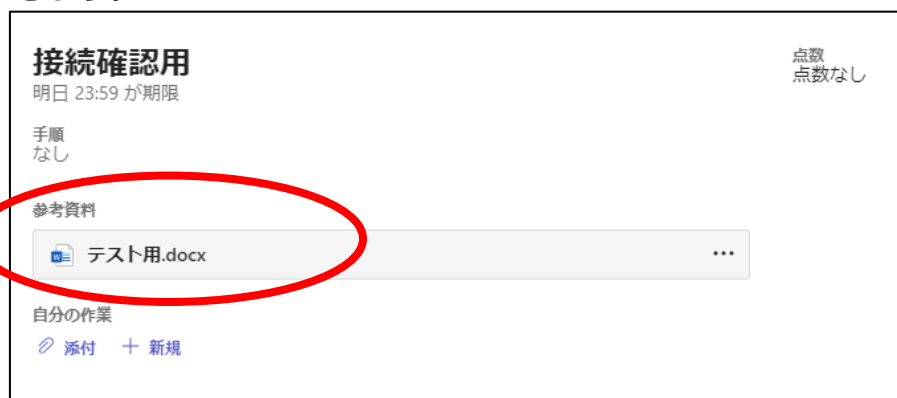 接続確認用
明日 23:59 が期限
点数
点数なし
手順
なし
参考資料
テスト用.docx
自分の作業
添付 新規